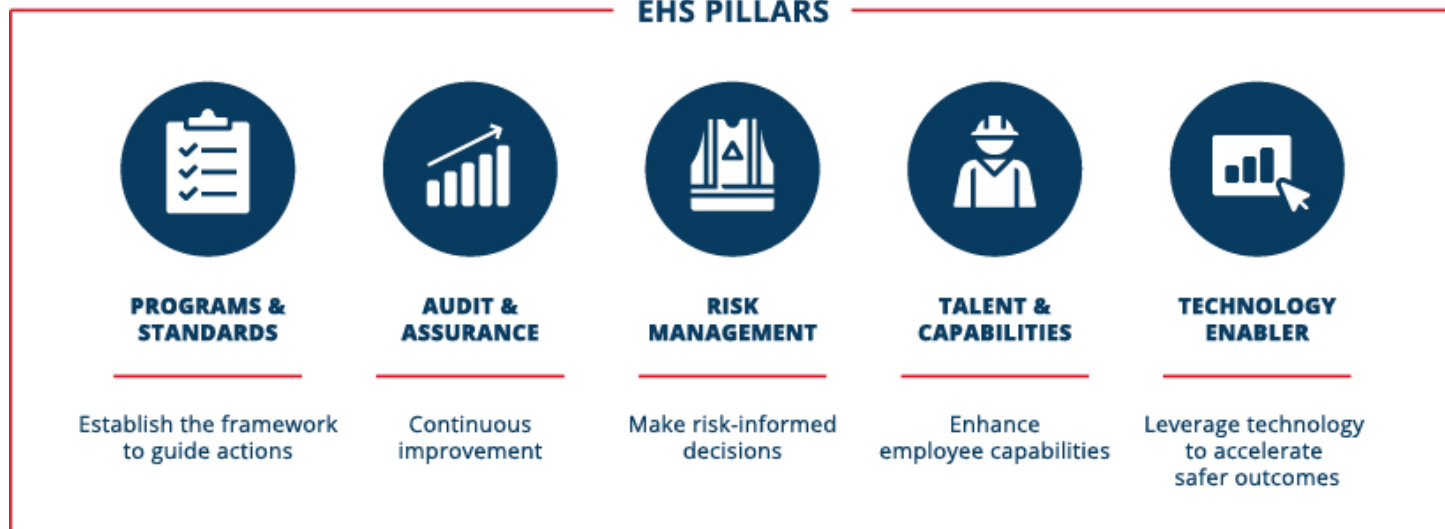 EHS PILLARS
PROGRAMS &
STANDARDS
Establish the framework
to guide actions
AUDIT &
ASSURANCE
Continuous
improvement
RISK
MANAGEMENT
Make risk-informed
decisions
TALENT &
CAPABILITIES
Enhance
employee capabilities
TECHNOLOGY
ENABLER
Leverage technology
to accelerate
safer outcomes